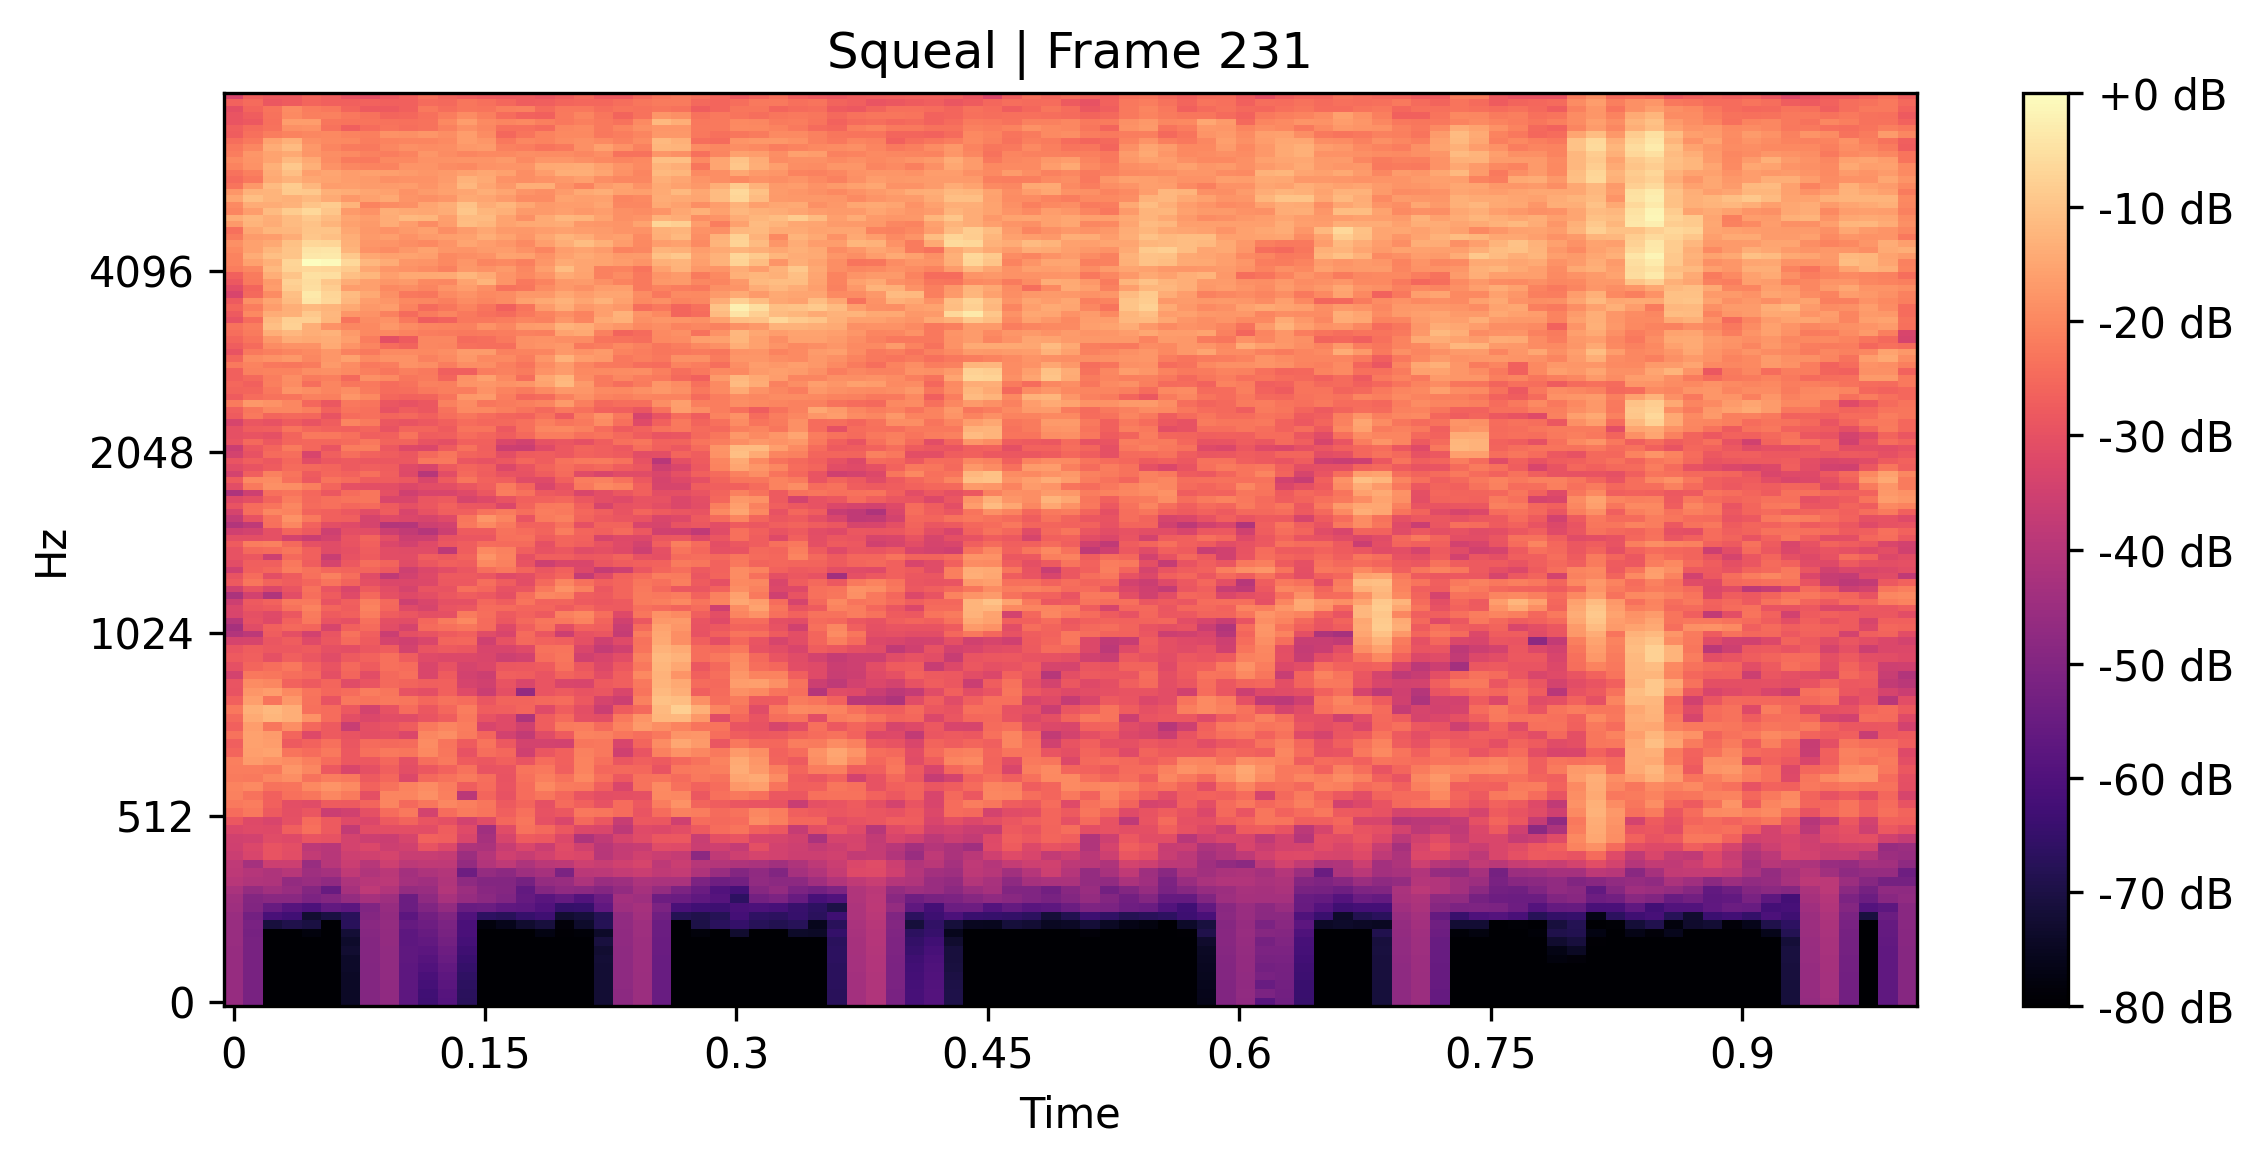 Squeal | Frame 231
Hz
4096
2048
1024
512
0
0 0.15 0.3 0.45 0.6 0.75 0.9
Time
+0 dB
-10 dB
-20 dB
-30 dB
-40 dB
-50 dB
-60 dB
-70 dB
-80 dB